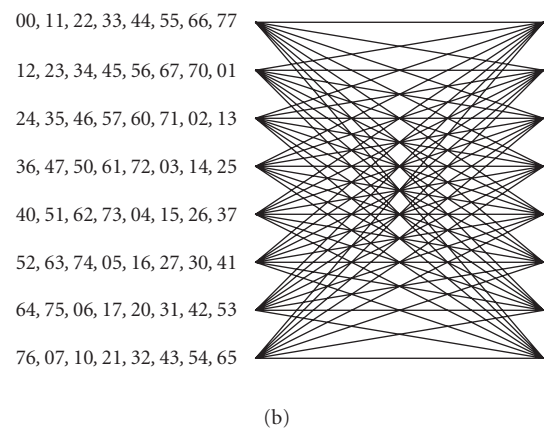 00, 11, 22, 33, 44, 55, 66, 77
12, 23, 34, 45, 56, 67, 70, 01
24, 35, 46, 57, 60, 71, 02, 13
36, 47, 50, 61, 72, 03, 14, 25
40, 51, 62, 73, 04, 15, 26, 37
52, 63, 74, 05, 16, 27, 30, 41
64, 75, 06, 17, 20, 31, 42, 53
76, 07, 10, 21, 32, 43, 54, 65
(b)